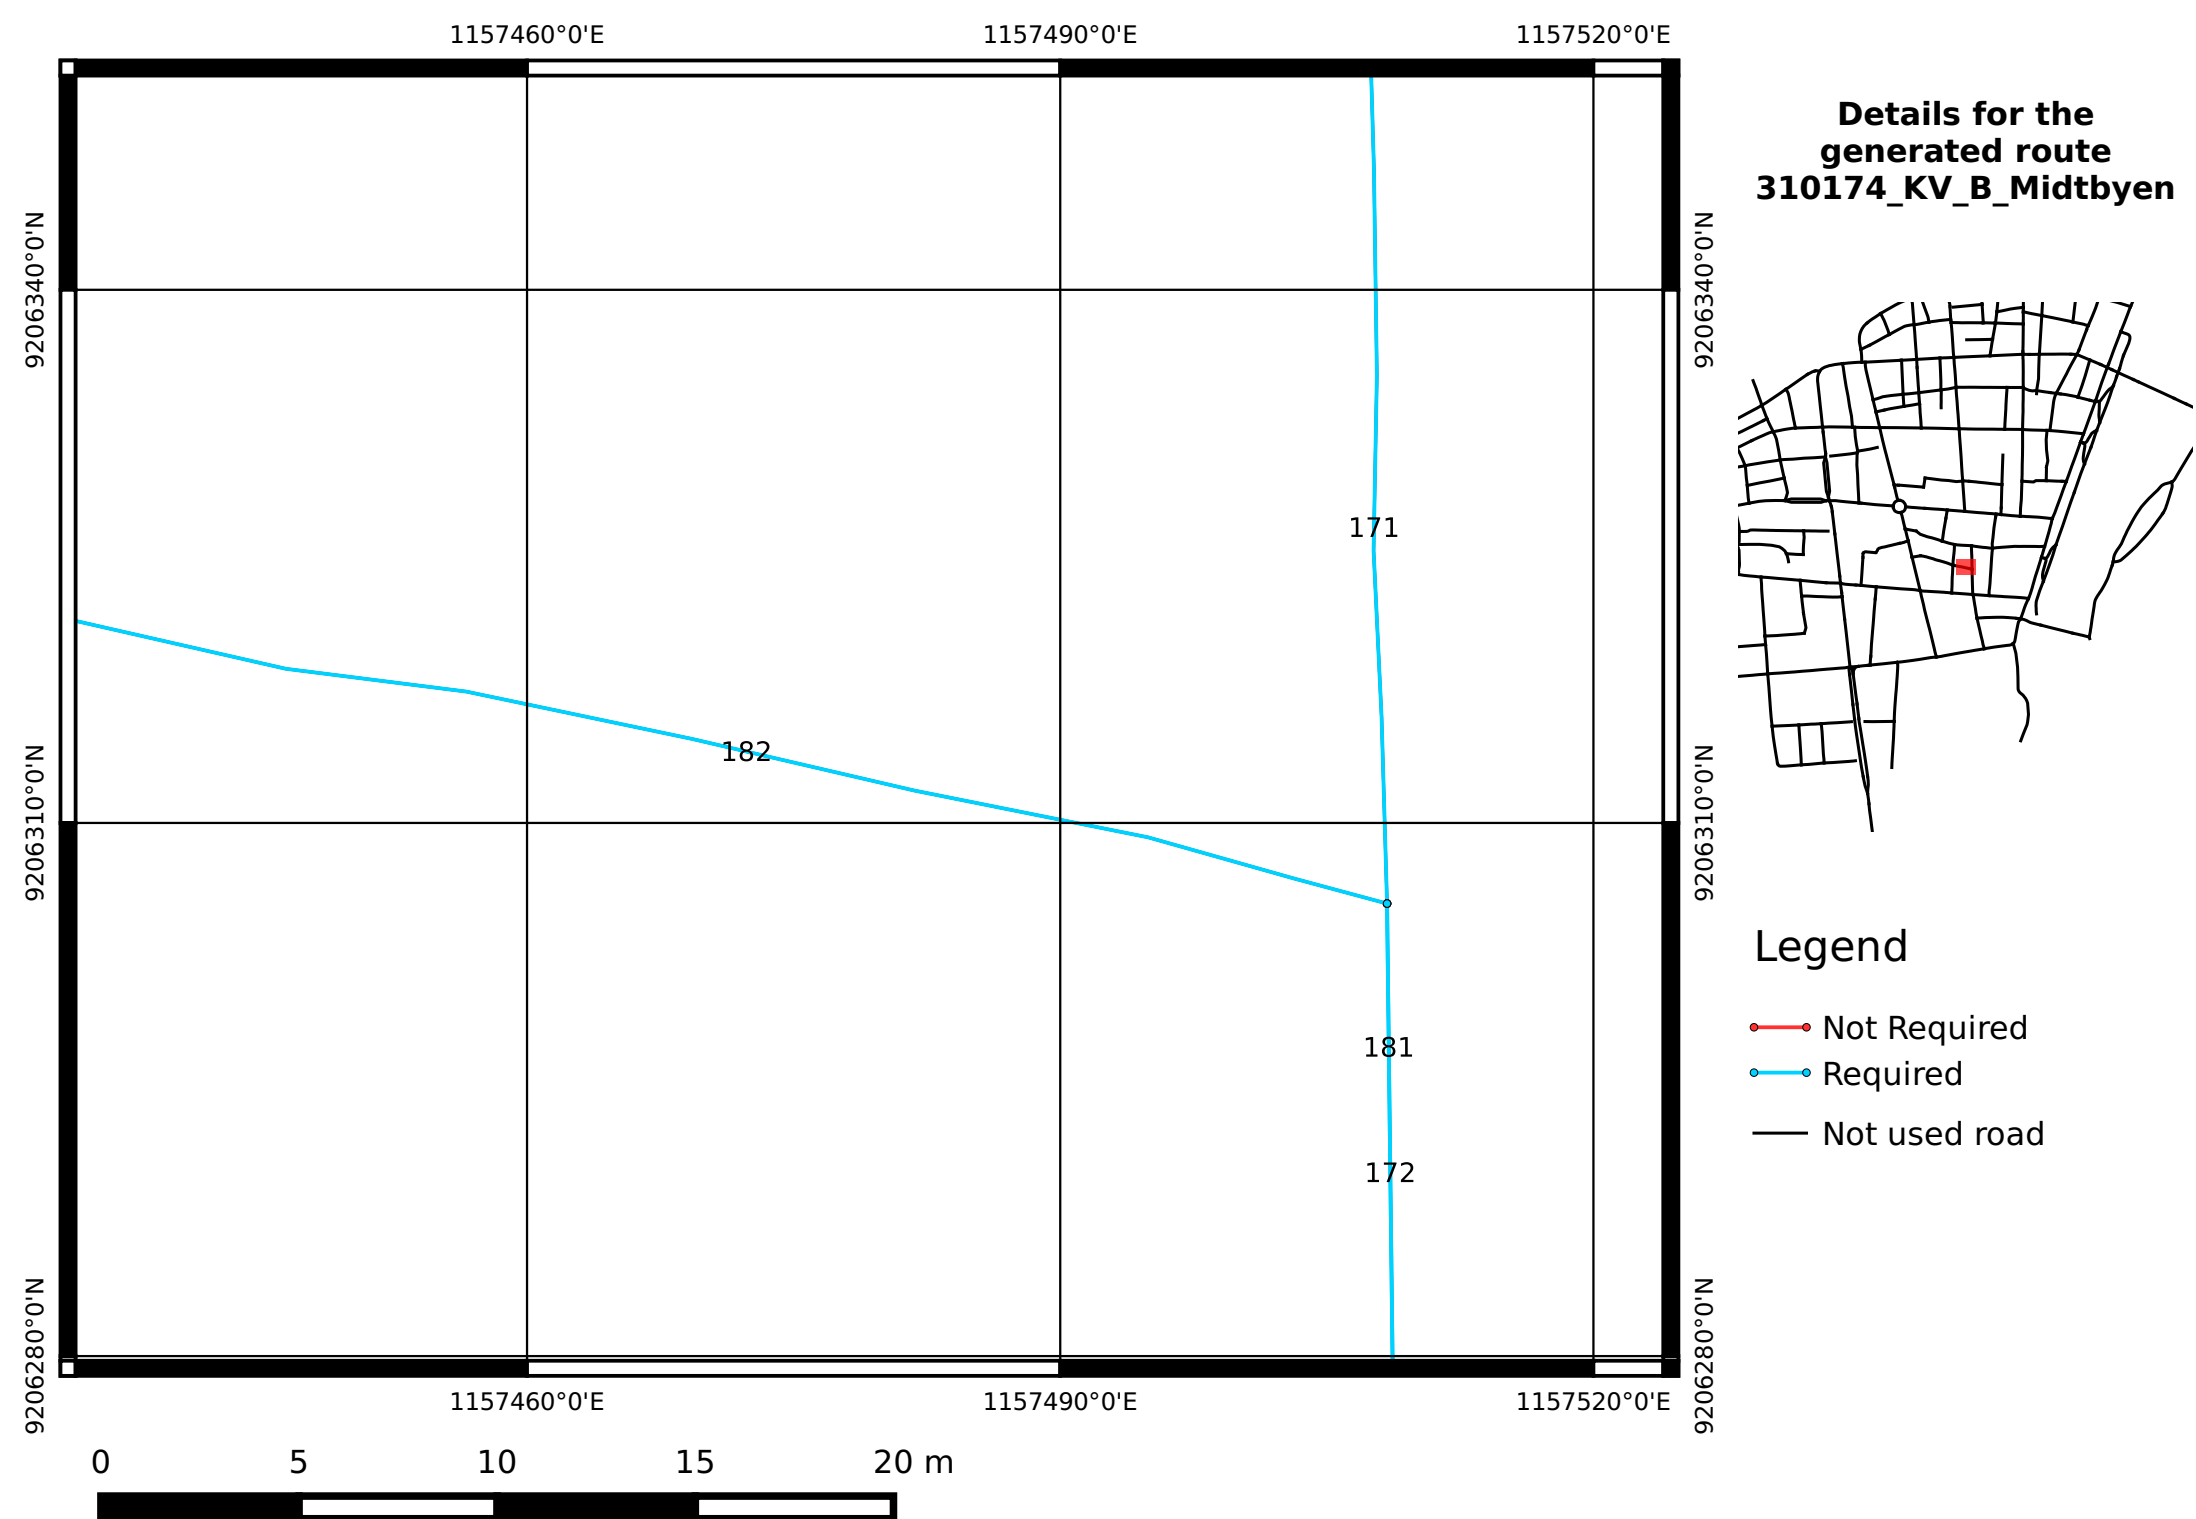 1157460°0'E 1157490°0'E 1157520°0'E
Details for the
generated route
310174_KV_B_Midtbyen
9206340°0'N
9206340°0'N
171
182
9206310°0'N
9206310°0'N
Legend
Not Required
Required
Not used road
181
172
9206280°0'N
9206280°0'N
1157460°0'E 1157490°0'E 1157520°0'E
0 5 10 15 20 m